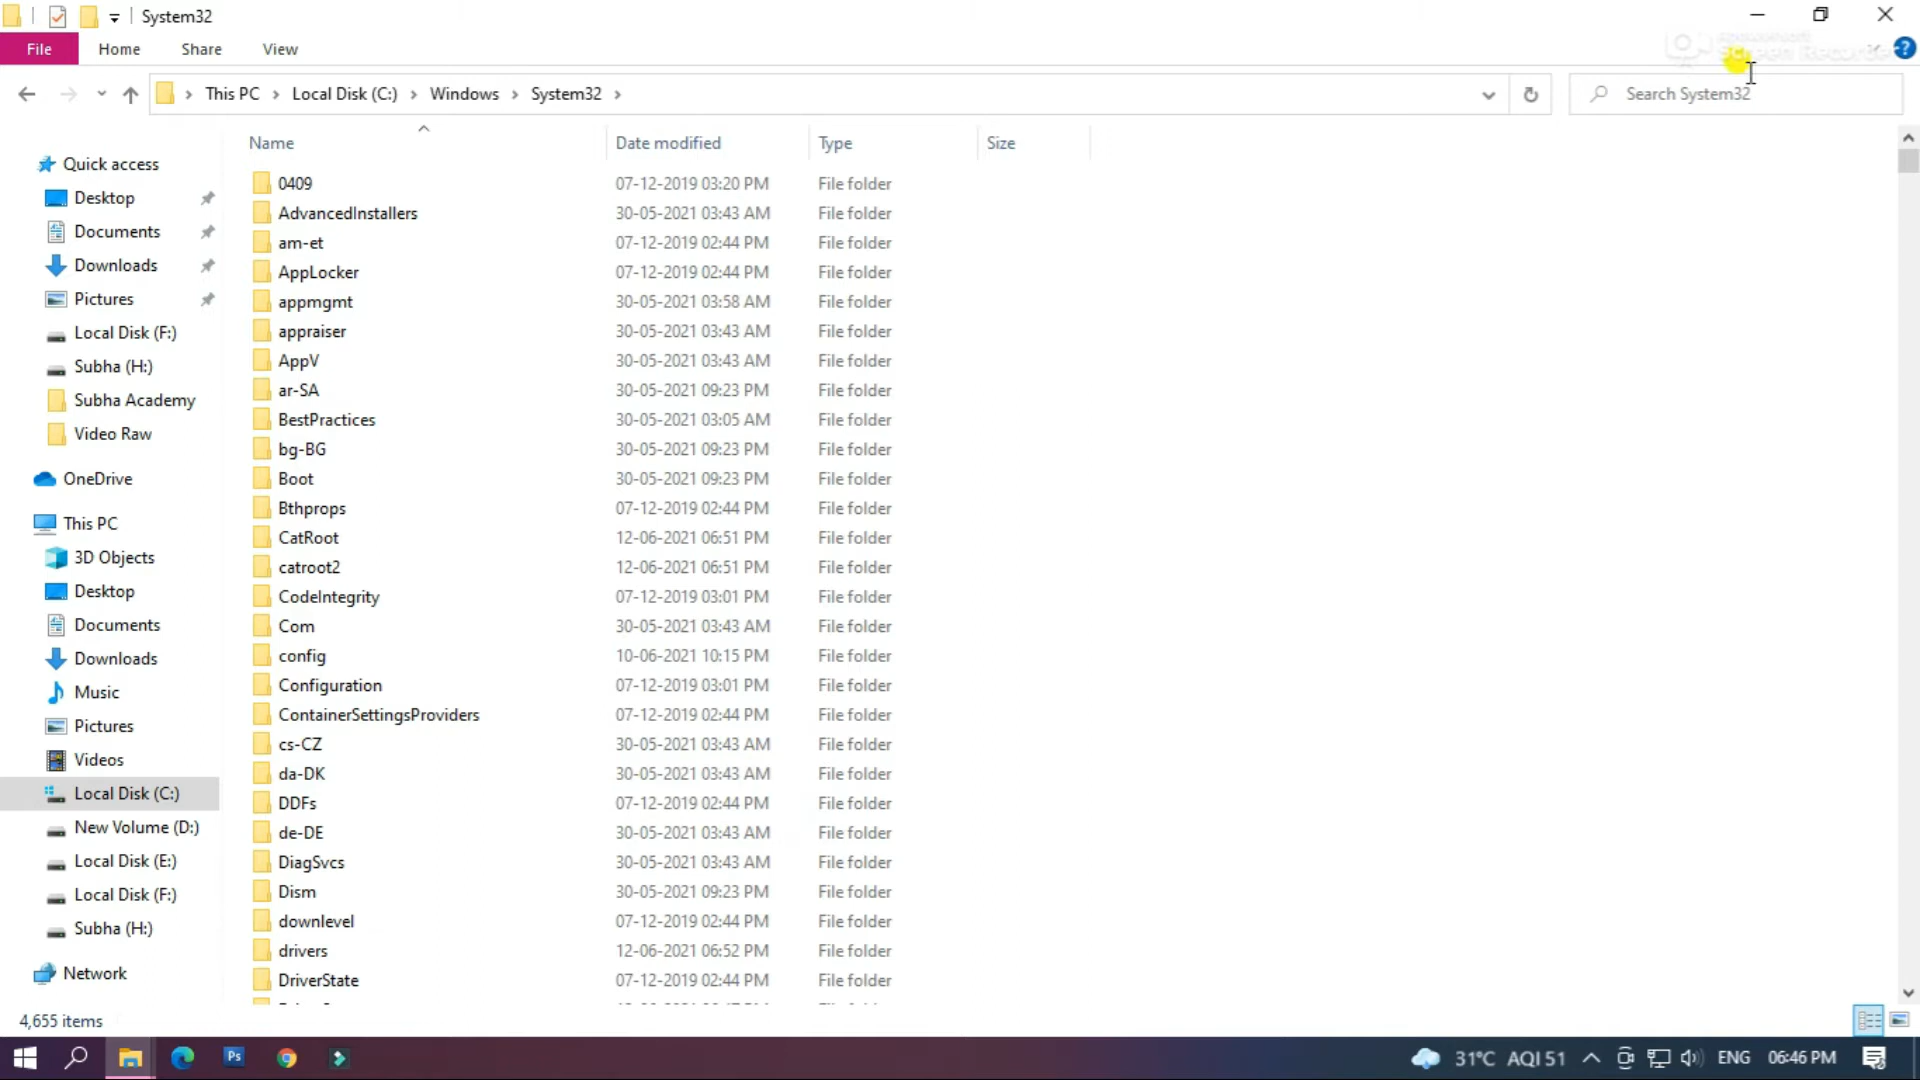 System32
File Home Share View
Screen Recorder
This PC Local Disk (C:) Windows System32
Search System32
Name Date modified Type Size
Quick access
Desktop
Documents
Downloads
Pictures
Local Disk (F:)
Subha (H:)
Subha Academy
Video Raw
OneDrive
This PC
3D Objects
Desktop
Documents
Downloads
Music
Pictures
Videos
Local Disk (C:)
New Volume (D:)
Local Disk (E:)
Local Disk (F:)
Subha (H:)
Network
0409 07-12-2019 03:20 PM File folder
AdvancedInstallers 30-05-2021 03:43 AM File folder
am-et 07-12-2019 02:44 PM File folder
AppLocker 07-12-2019 02:44 PM File folder
appmgmt 30-05-2021 03:58 AM File folder
appraiser 30-05-2021 03:43 AM File folder
AppV 30-05-2021 03:43 AM File folder
ar-SA 30-05-2021 09:23 PM File folder
BestPractices 30-05-2021 03:05 AM File folder
bg-BG 30-05-2021 09:23 PM File folder
Boot 30-05-2021 09:23 PM File folder
Bthprops 07-12-2019 02:44 PM File folder
CatRoot 12-06-2021 06:51 PM File folder
catroot2 12-06-2021 06:51 PM File folder
CodeIntegrity 07-12-2019 03:01 PM File folder
Com 30-05-2021 03:43 AM File folder
config 10-06-2021 10:15 PM File folder
Configuration 07-12-2019 03:01 PM File folder
ContainerSettingsProviders 07-12-2019 02:44 PM File folder
cs-CZ 30-05-2021 03:43 AM File folder
da-DK 30-05-2021 03:43 AM File folder
DDFs 07-12-2019 02:44 PM File folder
de-DE 30-05-2021 03:43 AM File folder
DiagSvcs 30-05-2021 03:43 AM File folder
Dism 30-05-2021 09:23 PM File folder
downlevel 07-12-2019 02:44 PM File folder
drivers 12-06-2021 06:52 PM File folder
DriverState 07-12-2019 02:44 PM File folder
4,655 items
Ps
31°C AQI 51 ENG 06:46 PM